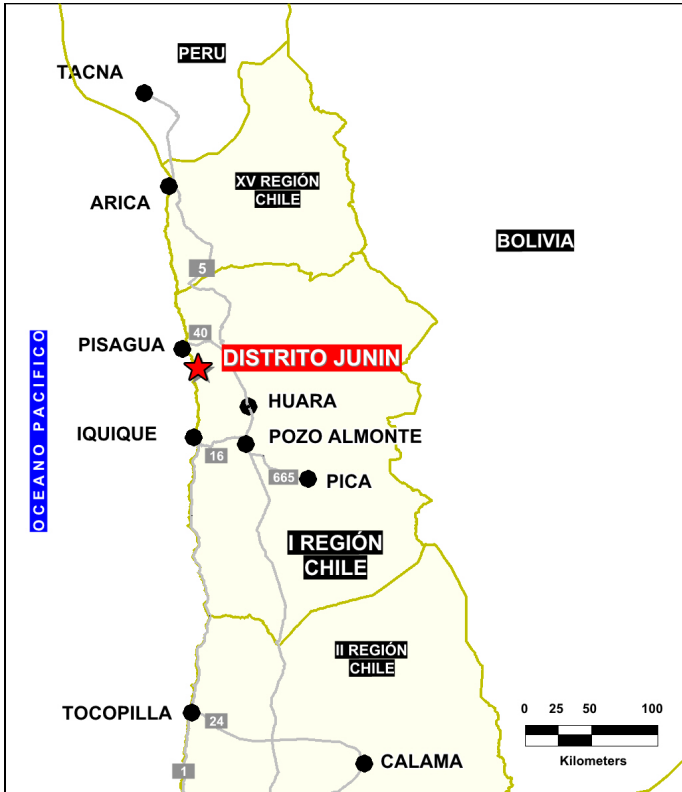 PERU
TACNA
XV REGIÓN
CHILE
ARICA
BOLIVIA
5
40
PISAGUA
DISTRITO JUNIN
OCEANO PACIFICO
HUARA
IQUIQUE
POZO ALMONTE
16
665
PICA
I REGIÓN
CHILE
II REGIÓN
CHILE
TOCOPILLA
24
0 25 50 100
Kilometers
CALAMA
1